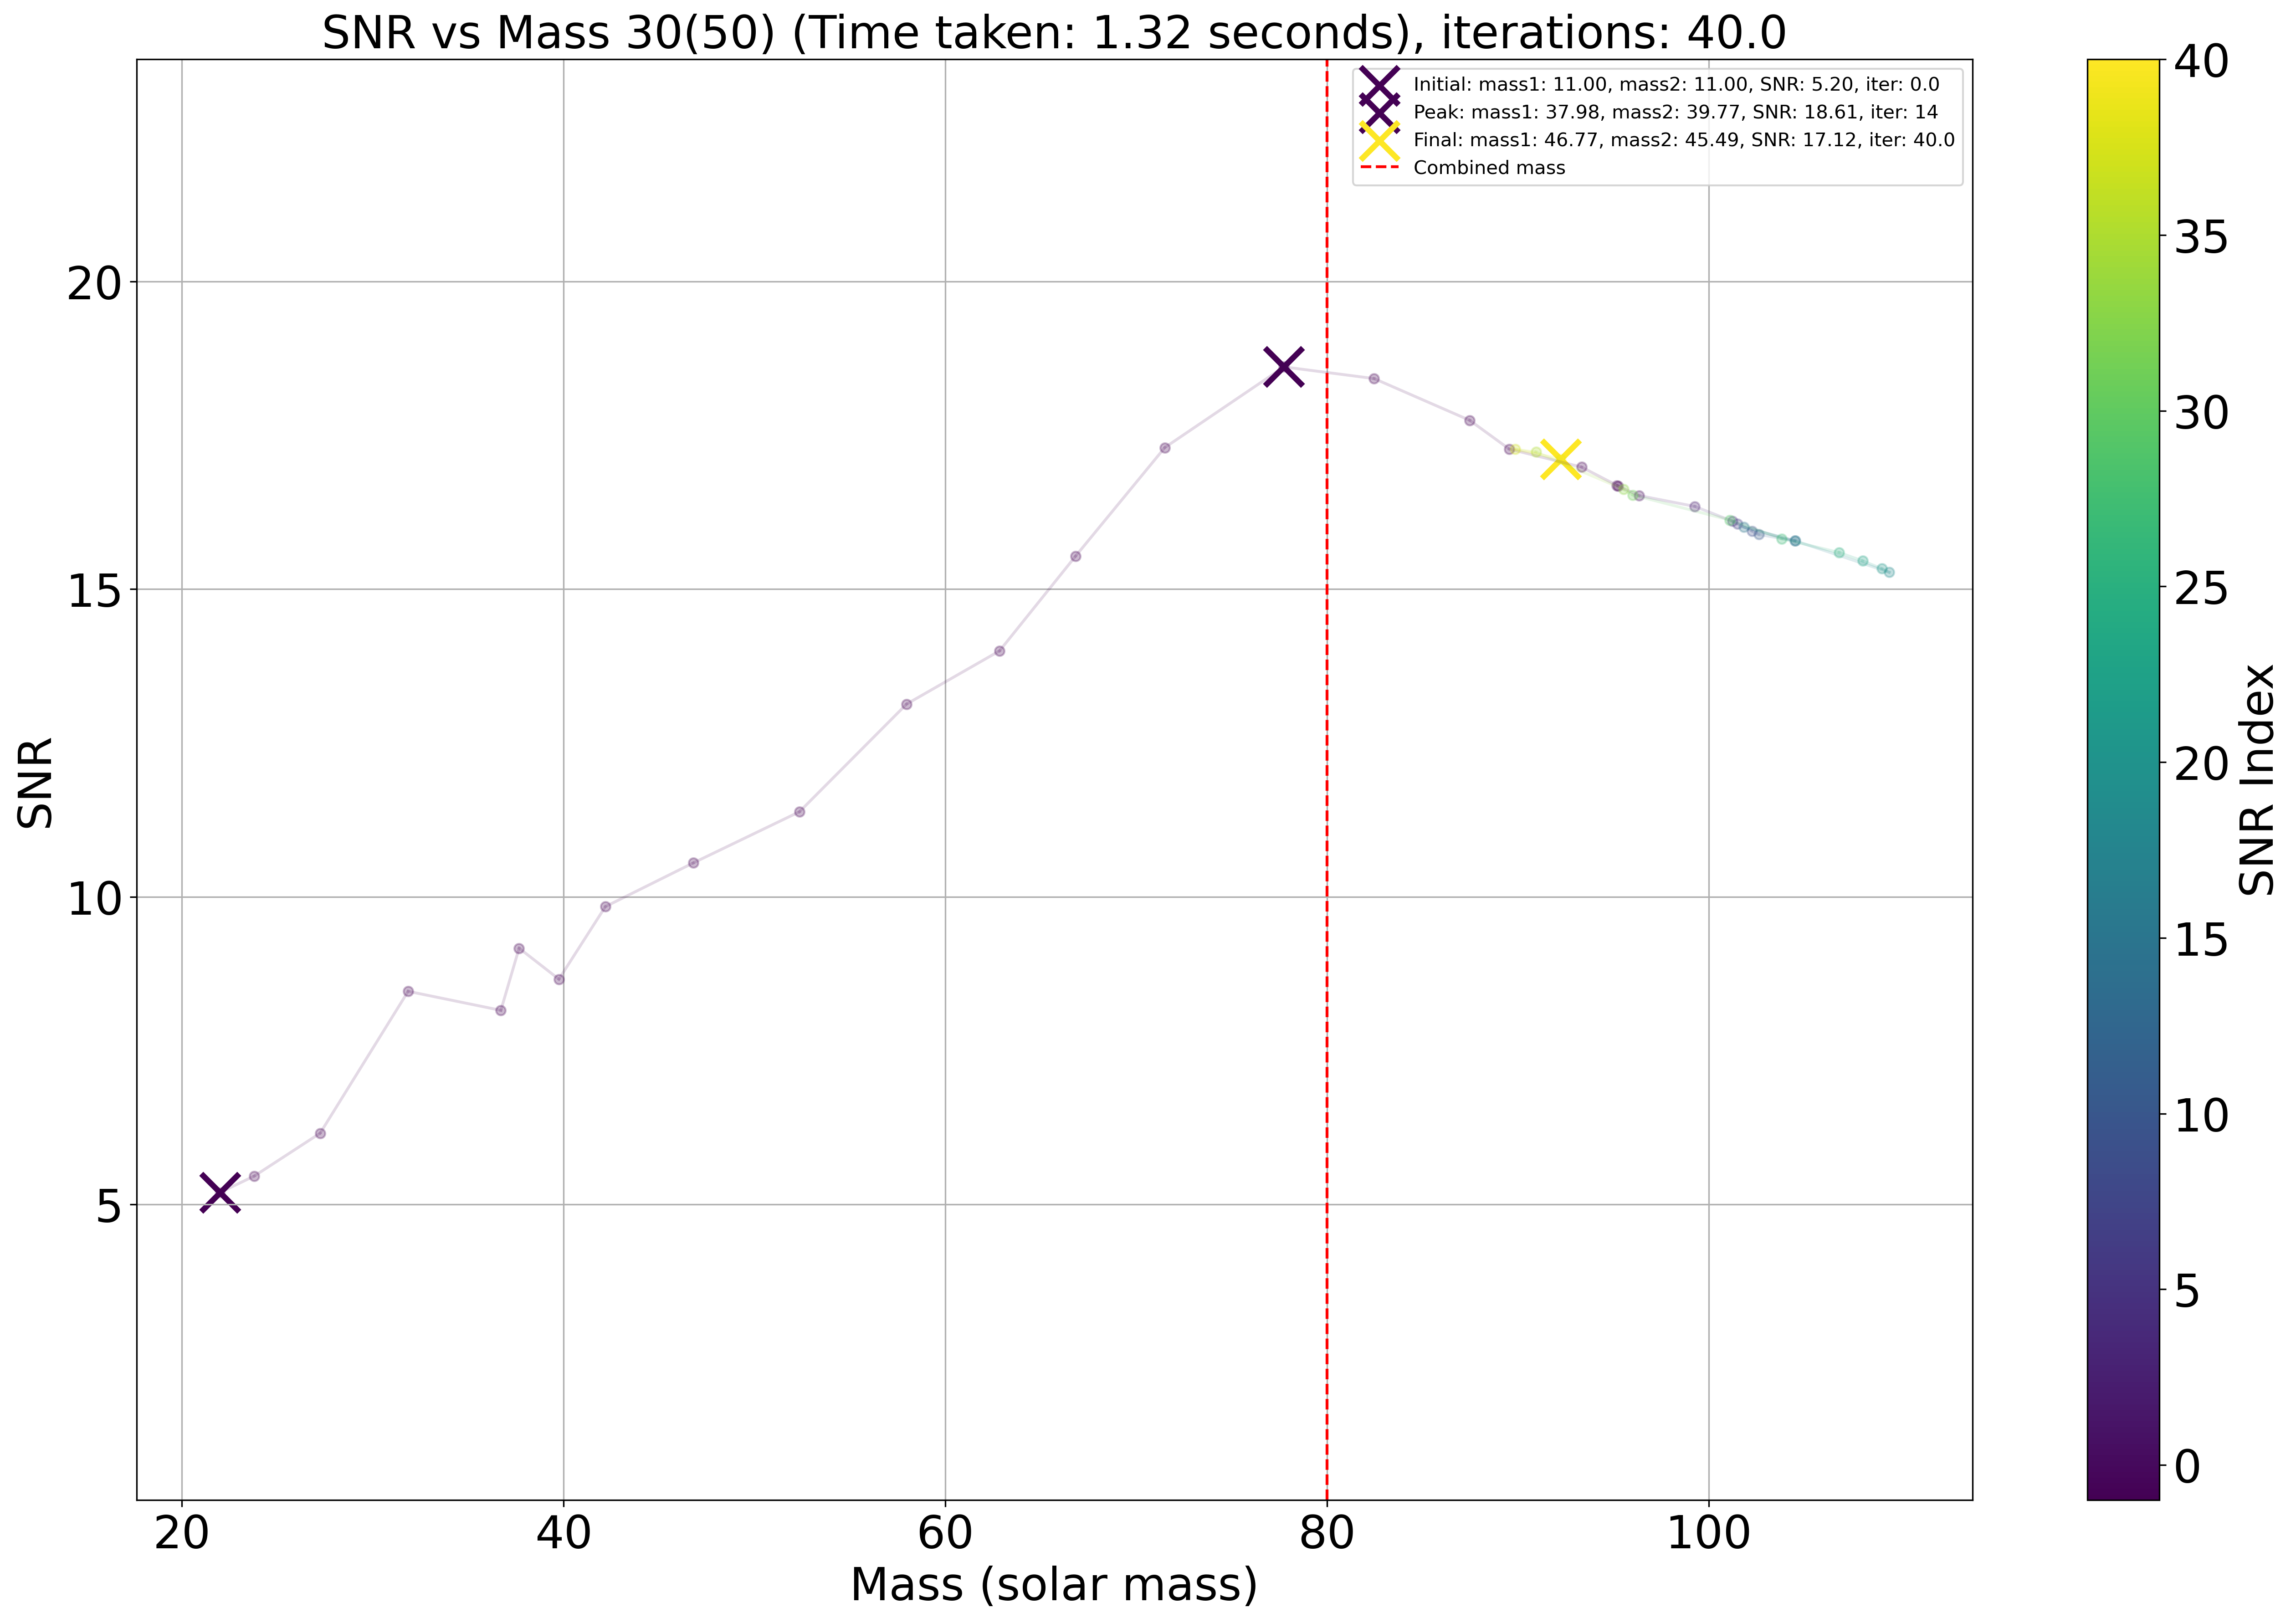 SNR vs Mass 30(50) (Time taken: 1.32 seconds), iterations: 40.0
Initial: mass1: 11.00, mass2: 11.00, SNR: 5.20, iter: 0.0
Peak: mass1: 37.98, mass2: 39.77, SNR: 18.61, iter: 14
Final: mass1: 46.77, mass2: 45.49, SNR: 17.12, iter: 40.0
Combined mass
SNR
20
15
10
5
20 40 60 80 100
Mass (solar mass)
40
35
30
25
20
15
10
5
0
SNR Index